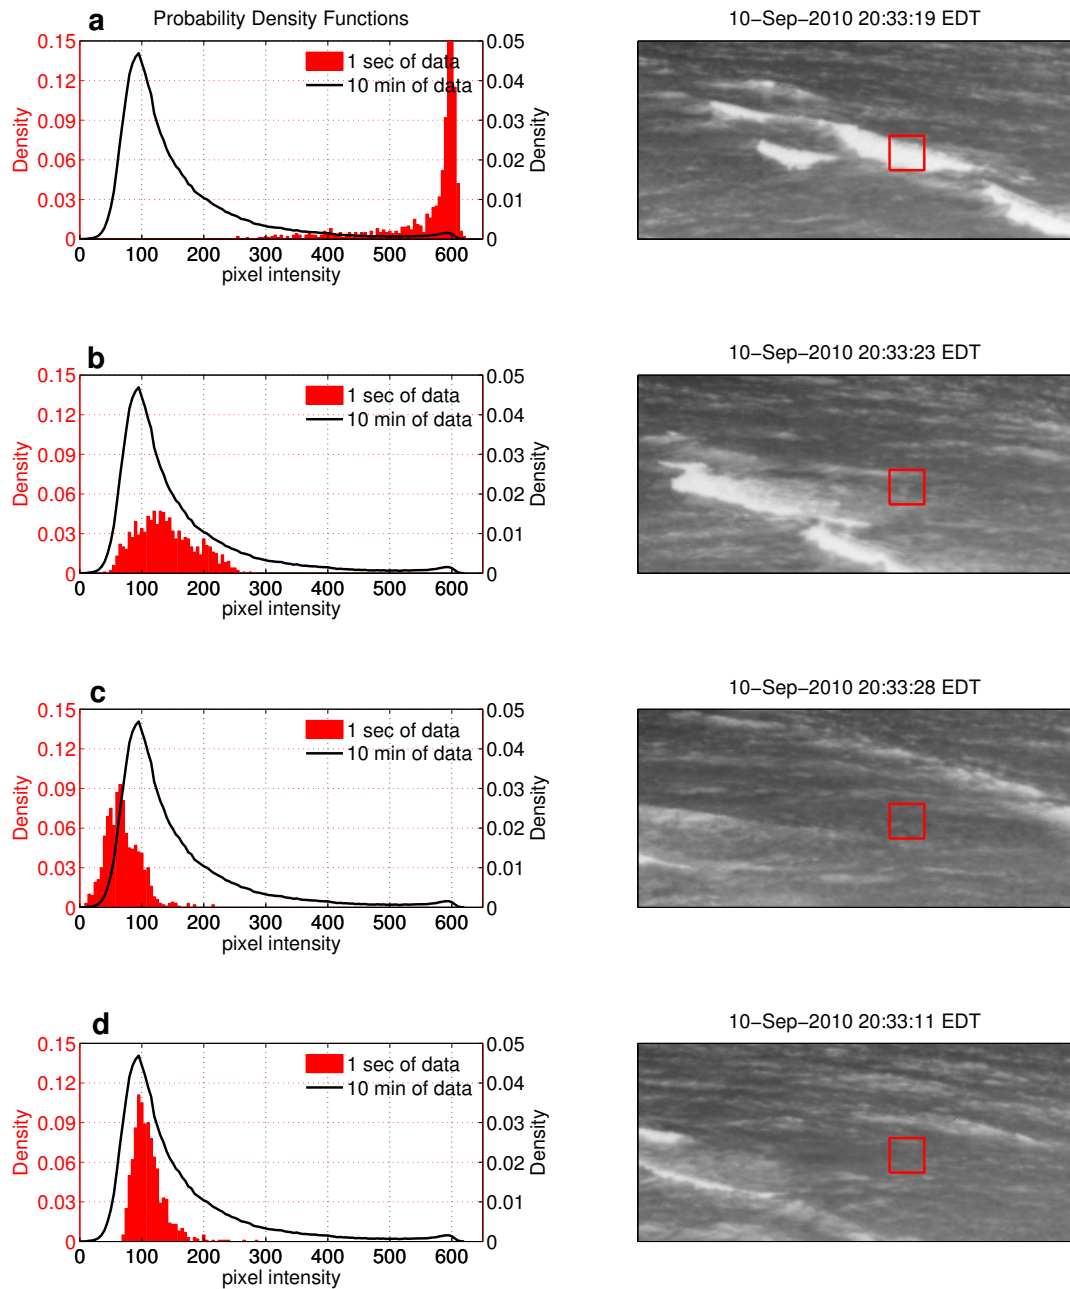 a Probability Density Functions 10−Sep−2010 20:33:19 EDT
0.15 0.05
1 sec of data
0.12 10 min of data 0.04
0.09 0.03
Density Density
0.06 0.02
0.03 0.01
0 0
0 100 200 300 400 500 600
pixel intensity
b 10−Sep−2010 20:33:23 EDT
0.15 0.05
1 sec of data
0.12 10 min of data 0.04
0.09 0.03
Density Density
0.06 0.02
0.03 0.01
0 0
0 100 200 300 400 500 600
pixel intensity
c 10−Sep−2010 20:33:28 EDT
0.15 0.05
1 sec of data
0.12 10 min of data 0.04
0.09 0.03
Density Density
0.06 0.02
0.03 0.01
0 0
0 100 200 300 400 500 600
pixel intensity
d 10−Sep−2010 20:33:11 EDT
0.15 0.05
1 sec of data
0.12 10 min of data 0.04
0.09 0.03
Density Density
0.06 0.02
0.03 0.01
0 0
0 100 200 300 400 500 600
pixel intensity